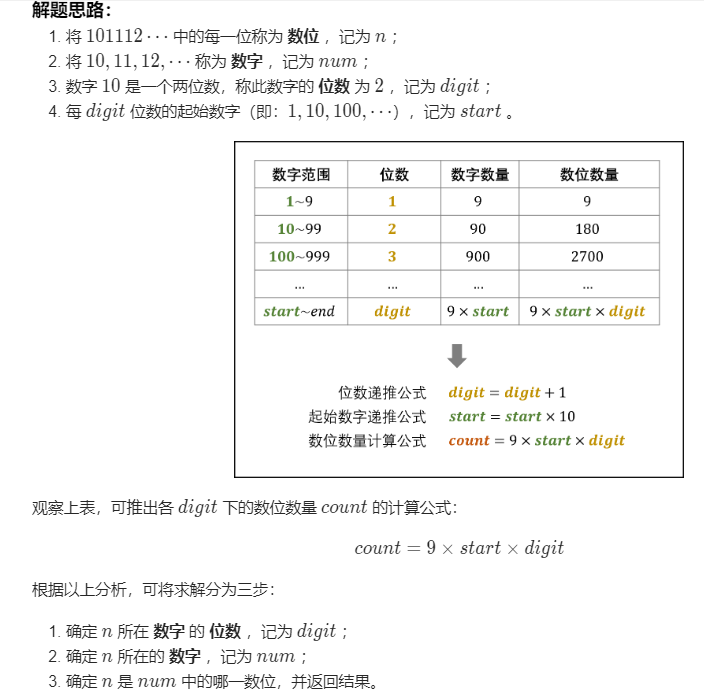 解题思路:
1. 将 101112⋯ 中的每一位称为 数位 ，记为 n ；
2. 将 10, 11, 12, ⋯ 称为 数字 ，记为 num ；
3. 数字 10 是一个两位数，称此数字的 位数 为 2 ，记为 digit ；
4. 每 digit 位数的起始数字（即：1, 10, 100, ⋯），记为 start 。
数字范围 位数 数字数量 数位数量
1~9 1 9 9
10~99 2 90 180
100~999 3 900 2700
... ... ... ...
start~end digit 9 × start 9 × start × digit
位数递推公式 digit = digit + 1
起始数字递推公式 start = start × 10
数位数量计算公式 count = 9 × start × digit
观察上表，可推出各 digit 下的数位数量 count 的计算公式：
count = 9 × start × digit
根据以上分析，可将求解分为三步：
1. 确定 n 所在 数字 的 位数 ，记为 digit ；
2. 确定 n 所在的 数字 ，记为 num ；
3. 确定 n 是 num 中的哪一数位，并返回结果。